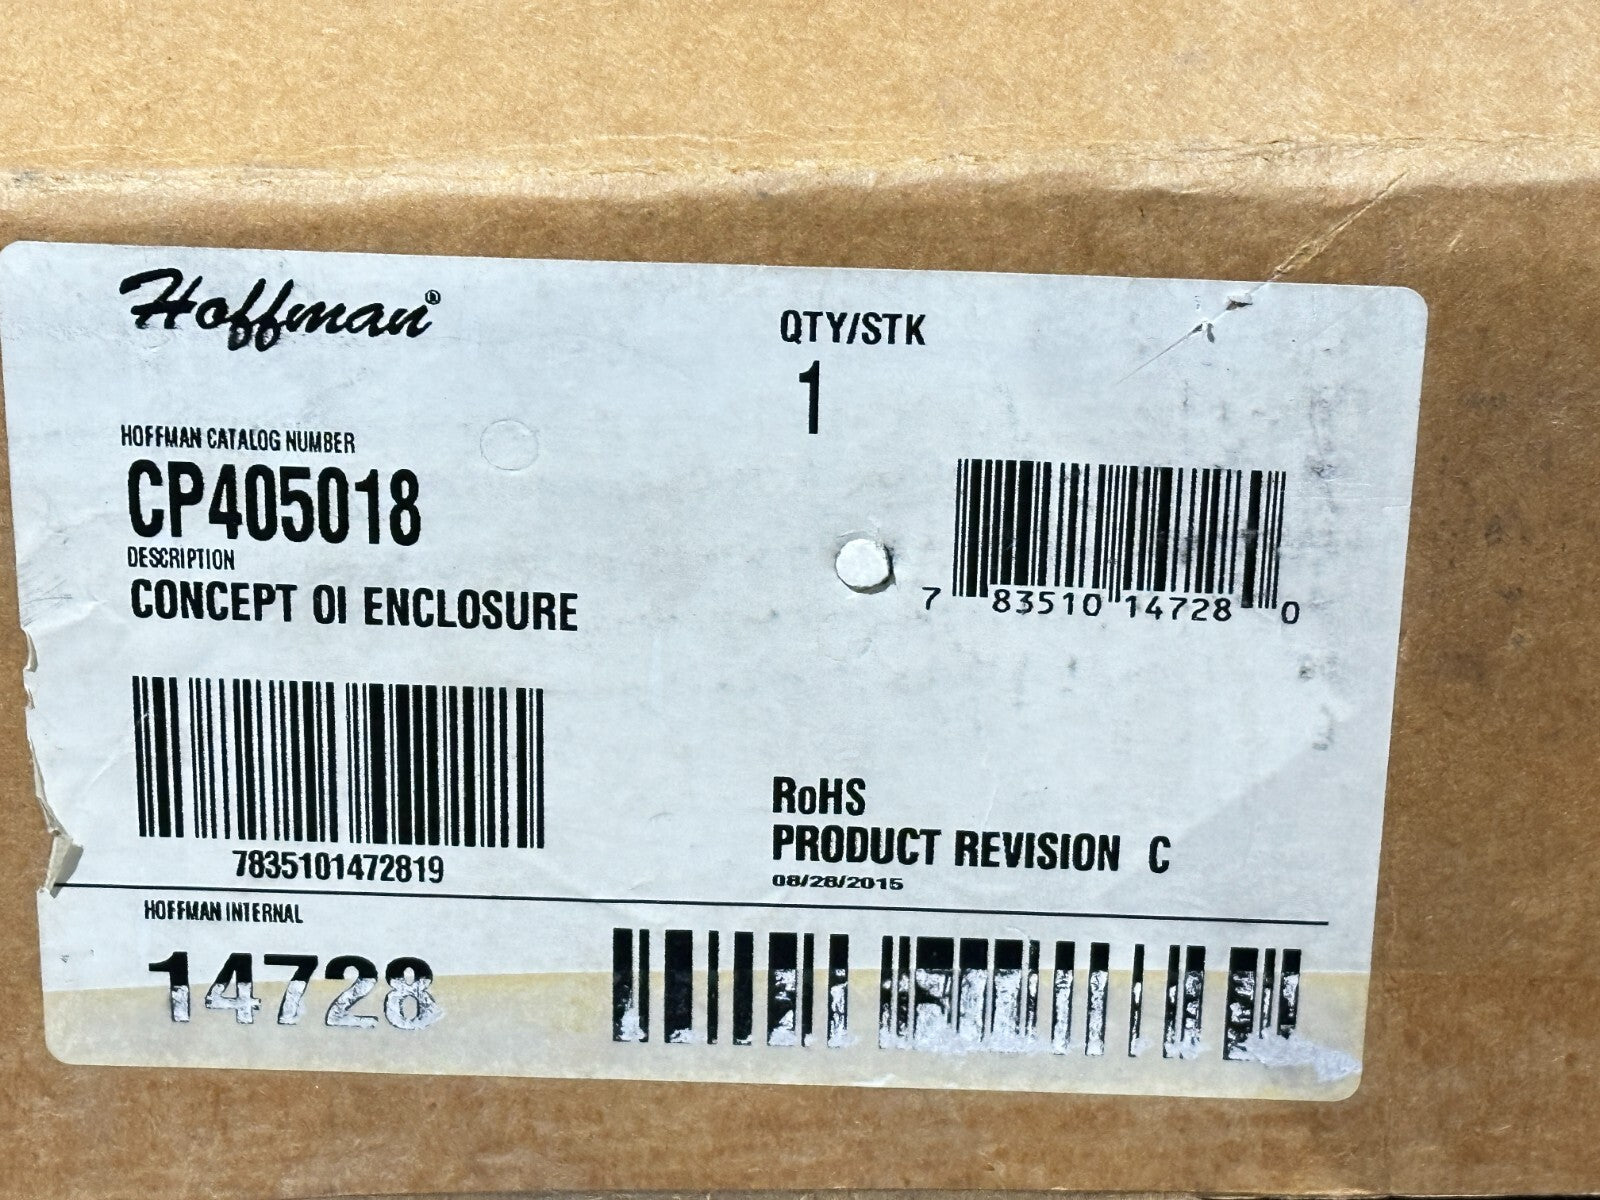 Hoffman®
QTY/STK
1
HOFFMAN CATALOG NUMBER
CP405018
DESCRIPTION
CONCEPT OI ENCLOSURE
7 83510 14728 0
7835101472819
RoHS
PRODUCT REVISION C
08/28/2015
HOFFMAN INTERNAL
14728